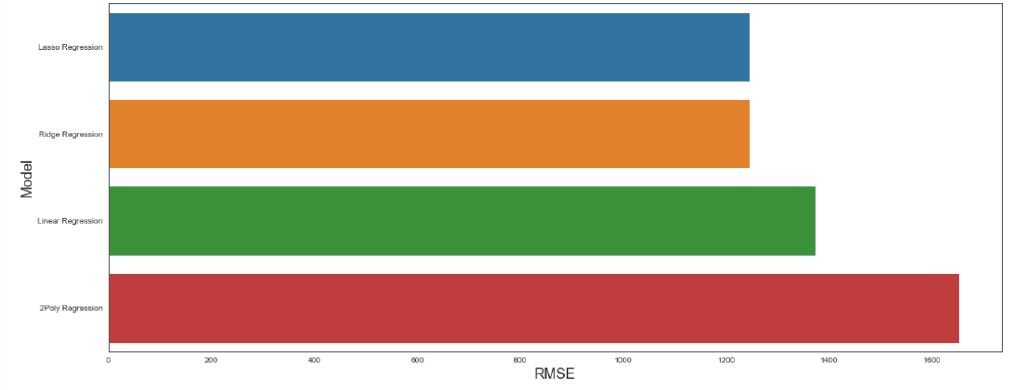 Lasso Regression
Ridge Regression
Model
Linear Regression
2Poly Regression
0 200 400 600 800 1000 1200 1400 1600
RMSE